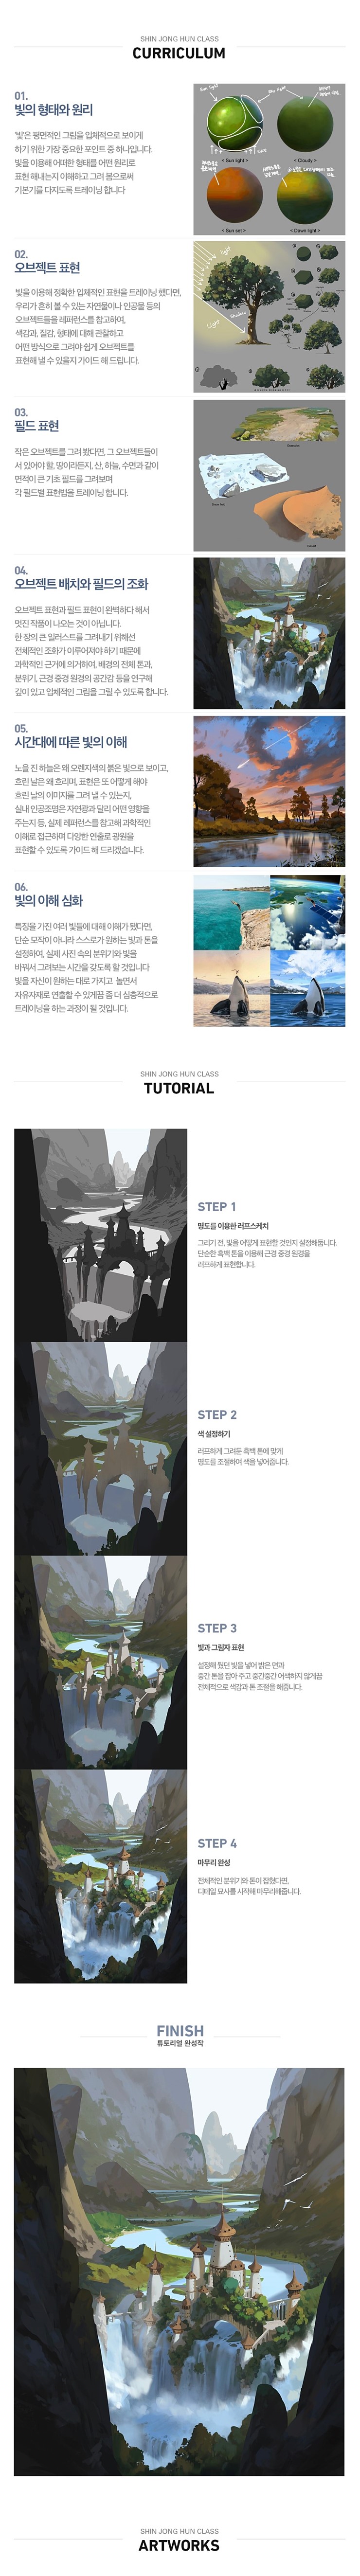 SHIN JONG HUN CLASS
CURRICULUM
01.
빛의 형태와 원리
'빛'은 평면적인 그림을 입체적으로 보이게
하기 위한 가장 중요한 포인트 중 하나입니다.
빛을 이용해 어떠한 형태를 어떤 원리로
표현 해내는지 이해하고 그려 봄으로써
기본기를 다지도록 트레이닝 합니다
Sun light
Sky light
< Sun light >
< Cloudy >
< Sun set >
< Dawn light >
02.
오브젝트 표현
빛을 이용해 정확한 입체적인 표현을 트레이닝 했다면,
우리가 흔히 볼 수 있는 자연물이나 인공물 등의
오브젝트들을 레퍼런스를 참고하여,
색감과, 질감, 형태에 대해 관찰하고
어떤 방식으로 그려야 쉽게 오브젝트를
표현해 낼 수 있을지 가이드 해 드립니다.
Light
Shadow
03.
필드 표현
작은 오브젝트를 그려 봤다면, 그 오브젝트들이
서 있어야 할, 땅이라든지, 산, 하늘, 수면과 같이
면적이 큰 기초 필드를 그려보며
각 필드별 표현법을 트레이닝 합니다.
04.
오브젝트 배치와 필드의 조화
오브젝트 표현과 필드 표현이 완벽하다 해서
멋진 작품이 나오는 것이 아닙니다.
한 장의 큰 일러스트를 그려내기 위해선
전체적인 조화가 이루어져야 하기 때문에
과학적인 근거에 의거하여, 배경의 전체 톤과,
분위기, 근경 중경 원경의 공간감 등을 연구해
깊이 있고 입체적인 그림을 그릴 수 있도록 합니다.
05.
시간대에 따른 빛의 이해
노을 진 하늘은 왜 오렌지색의 붉은 빛으로 보이고,
흐린 날은 왜 흐리며, 표현은 또 어떻게 해야
흐린 날의 이미지를 그려 낼 수 있는지,
실내 인공조명은 자연광과 달리 어떤 영향을
주는지 등, 실제 레퍼런스를 참고해 과학적인
이해로 접근하며 다양한 연출로 광원을
표현할 수 있도록 가이드 해 드리겠습니다.
06.
빛의 이해 심화
특징을 가진 여러 빛들에 대해 이해가 됐다면,
단순 모작이 아니라 스스로가 원하는 빛과 톤을
설정하여, 실제 사진 속의 분위기와 빛을
바꿔서 그려보는 시간을 갖도록 할 것입니다
빛을 자신이 원하는 대로 가지고 놀면서
자유자재로 연출할 수 있게끔 좀 더 심층적으로
트레이닝을 하는 과정이 될 것입니다.
SHIN JONG HUN CLASS
TUTORIAL
STEP 1
명도를 이용한 러프스케치
그리기 전, 빛을 어떻게 표현할 것인지 설정해둡니다.
단순한 흑백 톤을 이용해 근경 중경 원경을
러프하게 표현합니다.
STEP 2
색 설정하기
러프하게 그려둔 흑백 톤에 맞게
명도를 조절하여 색을 넣어줍니다.
STEP 3
빛과 그림자 표현
설정해 뒀던 빛을 넣어 밝은 면과
중간 톤을 잡아 주고 중간중간 어색하지 않게끔
전체적으로 색감과 톤 조절을 해줍니다.
STEP 4
마무리 완성
전체적인 분위기와 톤이 잡혔다면,
디테일 묘사를 시작해 마무리해줍니다.
FINISH
튜토리얼 완성작
SHIN JONG HUN CLASS
ARTWORKS